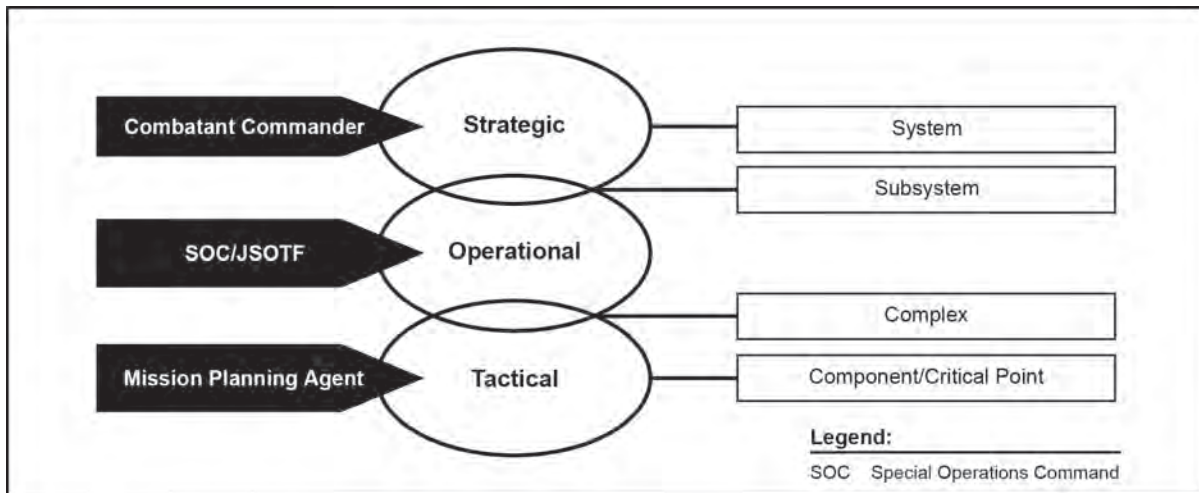 Combatant Commander
Strategic
System
Subsystem
SOC/JSOTF
Operational
Complex
Mission Planning Agent
Tactical
Component/Critical Point
Legend:
SOC Special Operations Command